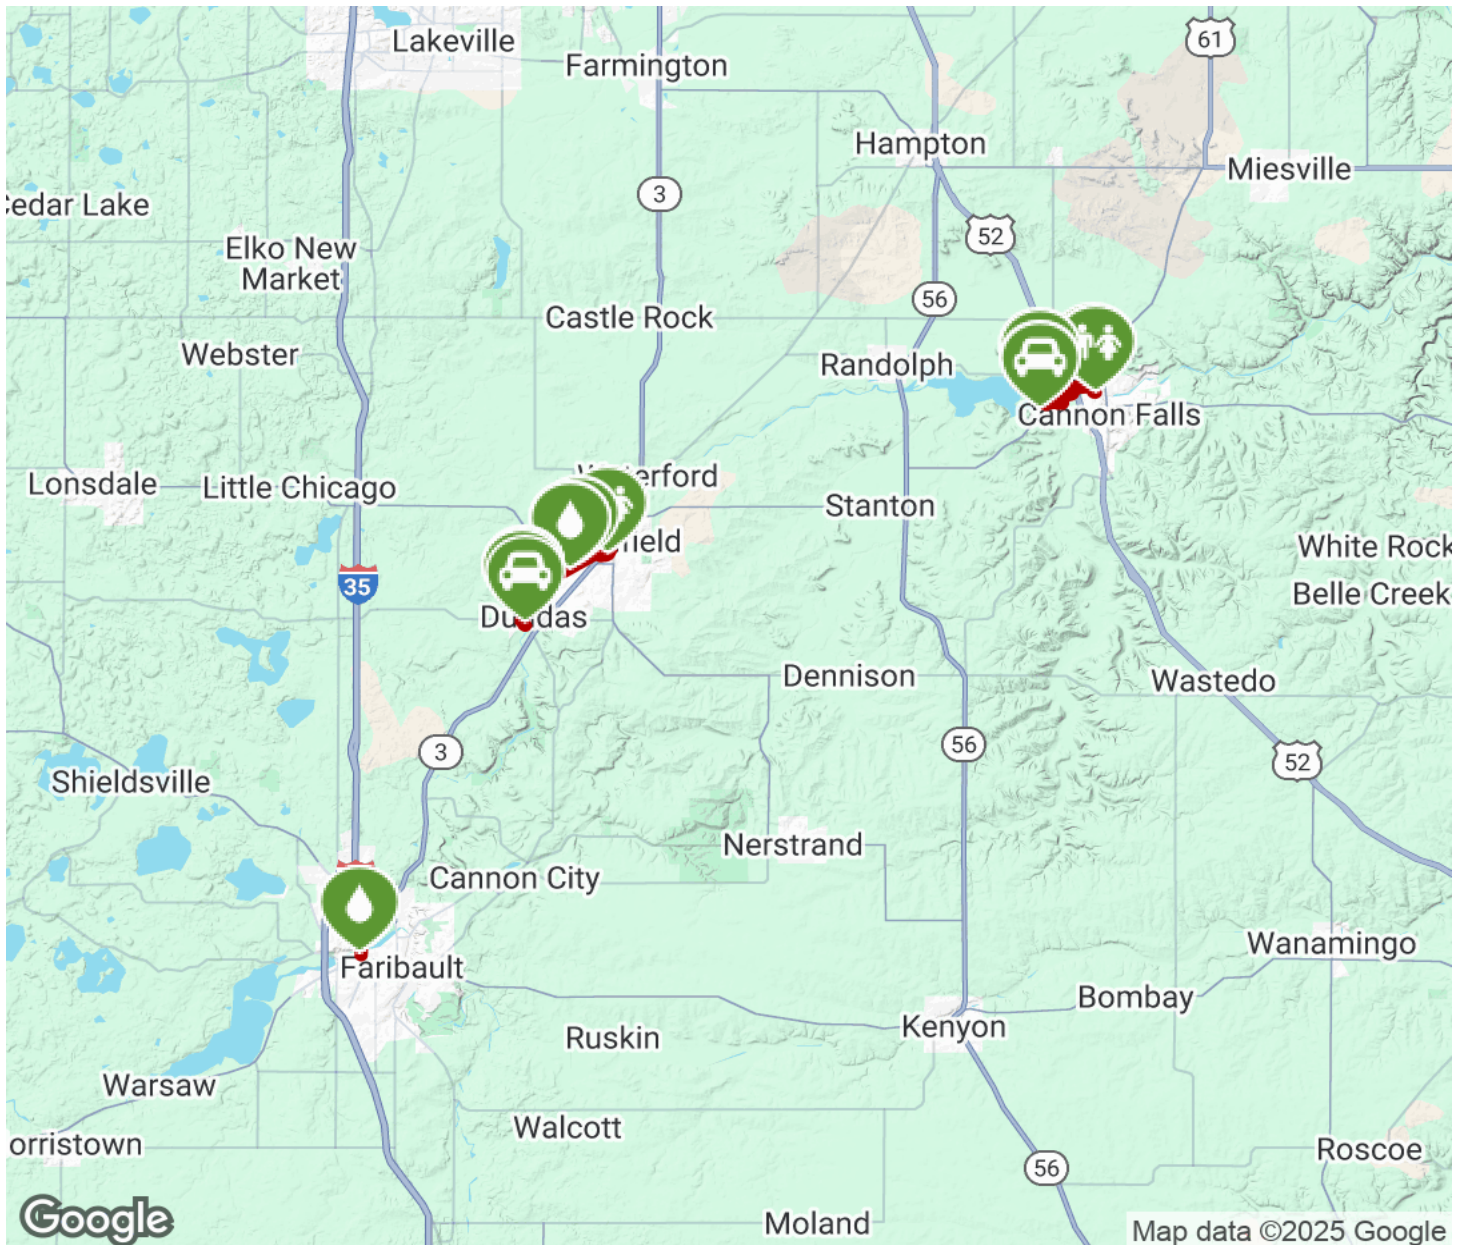 Lakeville
61
Farmington
Hampton
Miesville
3
Cedar Lake
52
Elko New
Market
56
Castle Rock
Webster
Randolph
Cannon Falls
Lonsdale
Little Chicago
Stanton
White Rock
35
Belle Creek
Dundas
Dennison
Wastedo
3
56
52
Shieldsville
Nerstrand
Cannon City
Wanamingo
Faribault
Bombay
Kenyon
Ruskin
Warsaw
Walcott
orristown
Roscoe
56
Google
Moland
Map data ©2025 Google